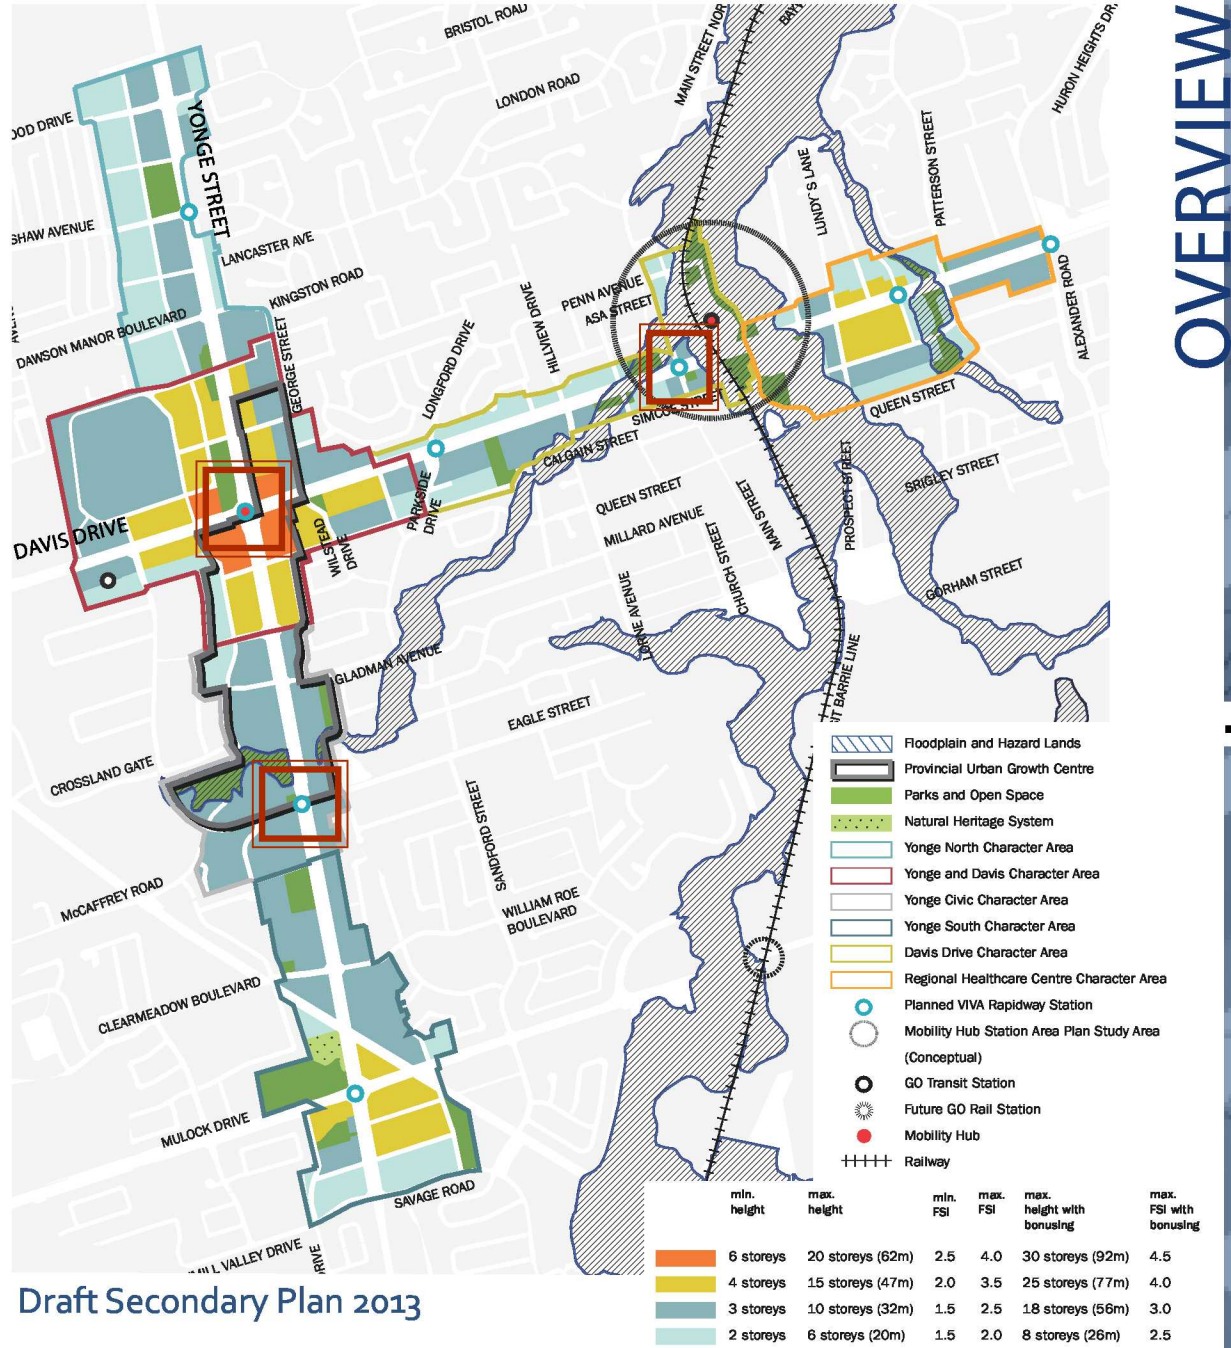 OVERVIEW
BRISTOL ROAD
LONDON ROAD
MAIN STREET NOR
BAYV
HURON HEIGHTS DR.
OOD DRIVE
YONGE STREET
LUNDY'S LANE
PATTERSON STREET
SHAW AVENUE
LANCASTER AVE
KINGSTON ROAD
PENN AVENUE
ASA STREET
HILLVIEW DRIVE
ALEXANDER ROAD
DAWSON MANOR BOULEVARD
GEORGE STREET
LONGFORD DRIVE
SIMCOE STREET
QUEEN STREET
CALGAIN STREET
SRIGLEY STREET
PROSPECT STREET
QUEEN STREET
MAIN STREET
MILLARD AVENUE
CHURCH STREET
PARKSIDE
DRIVE
DAVIS DRIVE
WILSTEAD
DRIVE
GORHAM STREET
LORNE AVENUE
GLADMAN AVENUE
EAGLE STREET
IT BARRIE LINE
CROSSLAND GATE
SANDFORD STREET
McCAFFREY ROAD
WILLIAM ROE
BOULEVARD
CLEARMEADOW BOULEVARD
MULOCK DRIVE
SAVAGE ROAD
MILL VALLEY DRIVE
DRIVE
Floodplain and Hazard Lands
Provincial Urban Growth Centre
Parks and Open Space
Natural Heritage System
Yonge North Character Area
Yonge and Davis Character Area
Yonge Civic Character Area
Yonge South Character Area
Davis Drive Character Area
Regional Healthcare Centre Character Area
Planned VIVA Rapidway Station
Mobility Hub Station Area Plan Study Area
(Conceptual)
GO Transit Station
Future GO Rail Station
Mobility Hub
Railway
min. height max. height min. FSI max. FSI max. height with bonusing max. FSI with bonusing
6 storeys 20 storeys (62m) 2.5 4.0 30 storeys (92m) 4.5
4 storeys 15 storeys (47m) 2.0 3.5 25 storeys (77m) 4.0
3 storeys 10 storeys (32m) 1.5 2.5 18 storeys (56m) 3.0
2 storeys 6 storeys (20m) 1.5 2.0 8 storeys (26m) 2.5
Draft Secondary Plan 2013